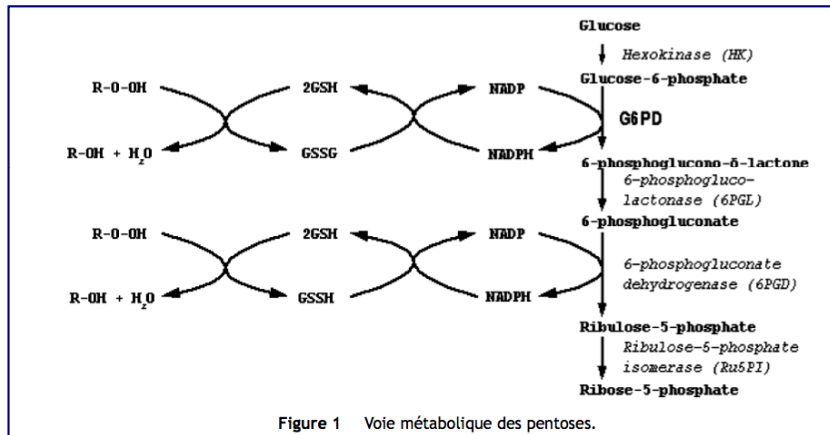 Glucose
Hexokinase (HK)
Glucose-6-phosphate
R-O-OH 2GSH NADP
G6PD
R-OH + H₂O GSSG NADPH
6-phosphoglucono-δ-lactone
6-phosphogluco-
lactonase (6PGL)
6-phosphogluconate
R-O-OH 2GSH NADP
6-phosphogluconate
dehydrogenase (6PGD)
R-OH + H₂O GSSH NADPH
Ribulose-5-phosphate
Ribulose-5-phosphate
isomerase (Ru5PI)
Ribose-5-phosphate
Figure 1 Voie métabolique des pentoses.